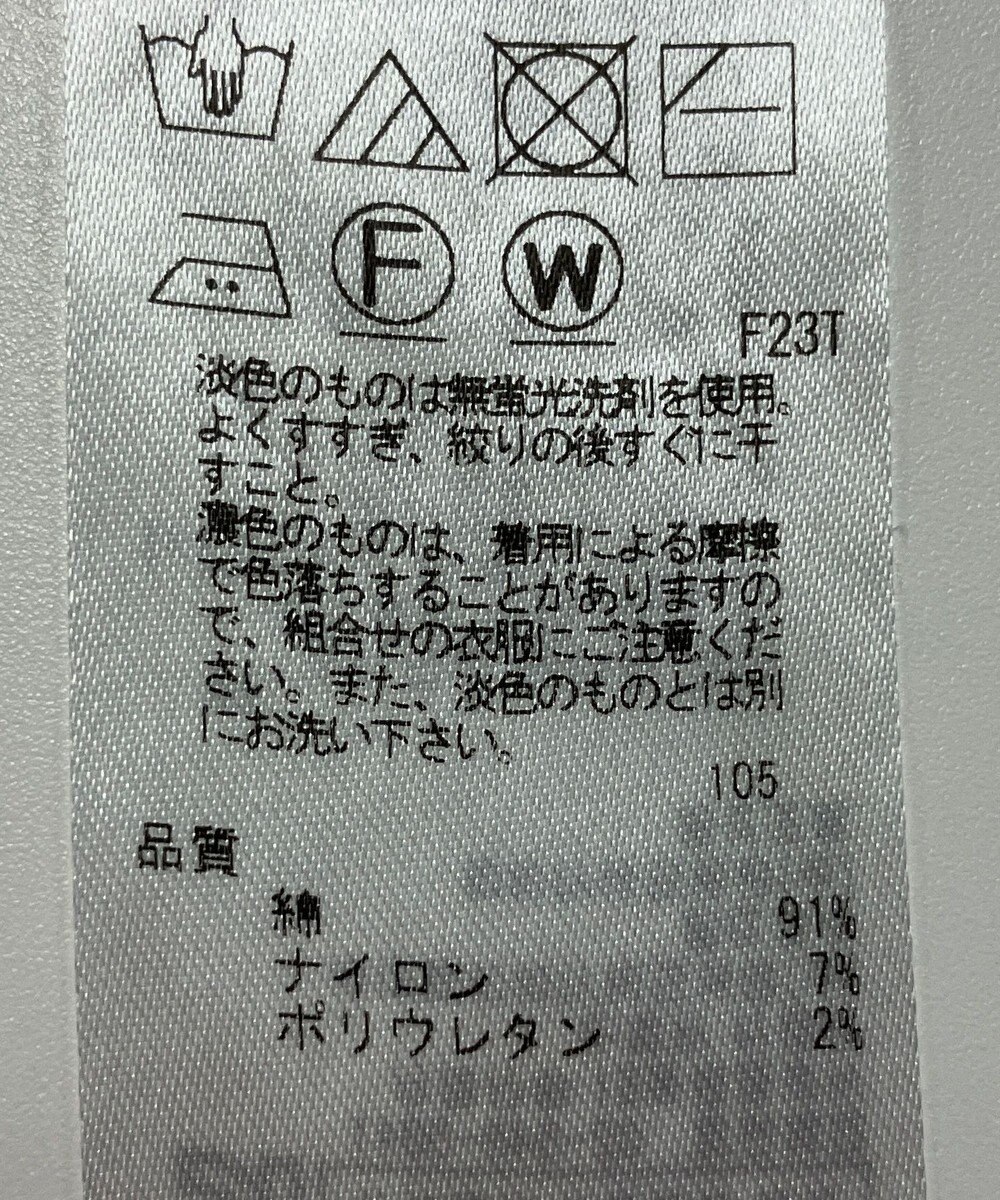 F
W
F23T
淡色のものは無蛍光洗剤を使用。
よくすすぎ、絞りの後すぐに干
すこと。
濃色のものは、着用による摩擦
で色落ちすることがありますの
で、組合せの衣服にご注意くだ
さい。また、淡色のものとは別
にお洗い下さい。
105
品質
綿 91%
ナイロン 7%
ポリウレタン 2%